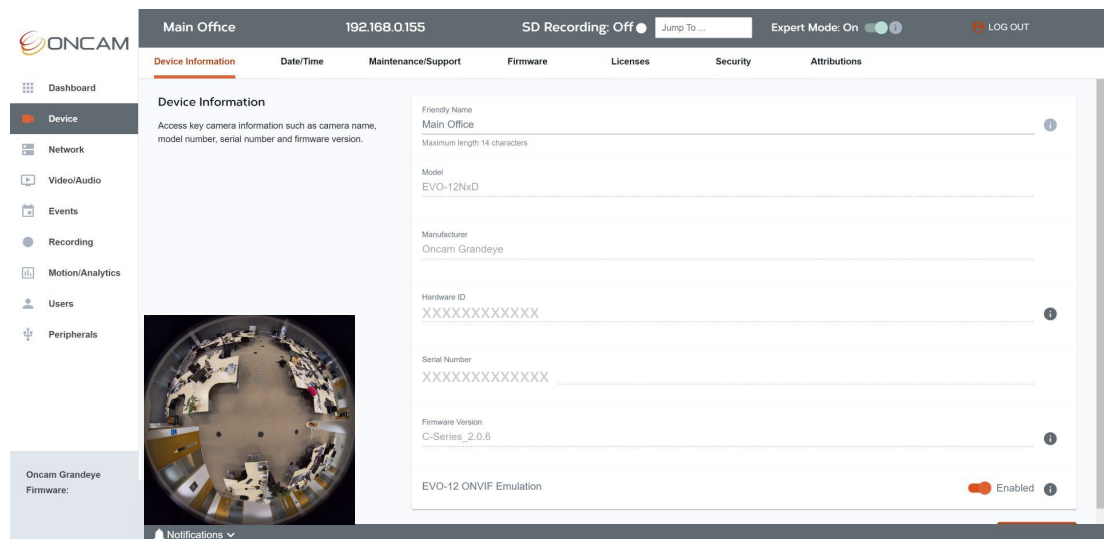 ONCAM
Main Office 192.168.0.155 SD Recording: Off Jump To ... Expert Mode: On LOG OUT
Device Information Date/Time Maintenance/Support Firmware Licenses Security Attributions
Dashboard
Device
Network
Video/Audio
Events
Recording
Motion/Analytics
Users
Peripherals
Oncam Grandeye
Firmware:
Device Information
Access key camera information such as camera name,
model number, serial number and firmware version.
Friendly Name
Main Office
Maximum length 14 characters
Model
EVO-12NxD
Manufacturer
Oncam Grandeye
Hardware ID
XXXXXXXXXXXX
Serial Number
XXXXXXXXXXXXX
Firmware Version
C-Series_2.0.6
EVO-12 ONVIF Emulation Enabled
Notifications